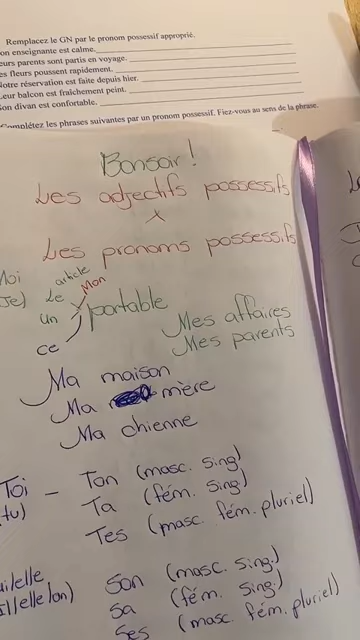 Remplacez le GN par le pronom possessif approprié.
on enseignante est calme.
eurs parents sont partis en voyage.
es fleurs poussent rapidement.
Notre réservation est faite depuis hier.
Leur balcon est fraîchement peint.
Son divan est confortable.
Complétez les phrases suivantes par un pronom possessif. Fiez-vous au sens de la phrase.
Bonsoir !
Les adjectifs possessifs
x
Les pronoms possessifs
Moi
(Je)
article
Mon
Le
un
ce
portable
Mes affaires
Mes parents
Ma maison
Ma mère
Ma chienne
Toi
(tu)
– Ton (masc. sing)
Ta (fém. sing)
Tes (masc. fém. pluriel)
ui/elle
(Il/elle/on)
Son (masc. sing.)
Sa (fém. sing.)
Ses (masc. fém. pluriel)